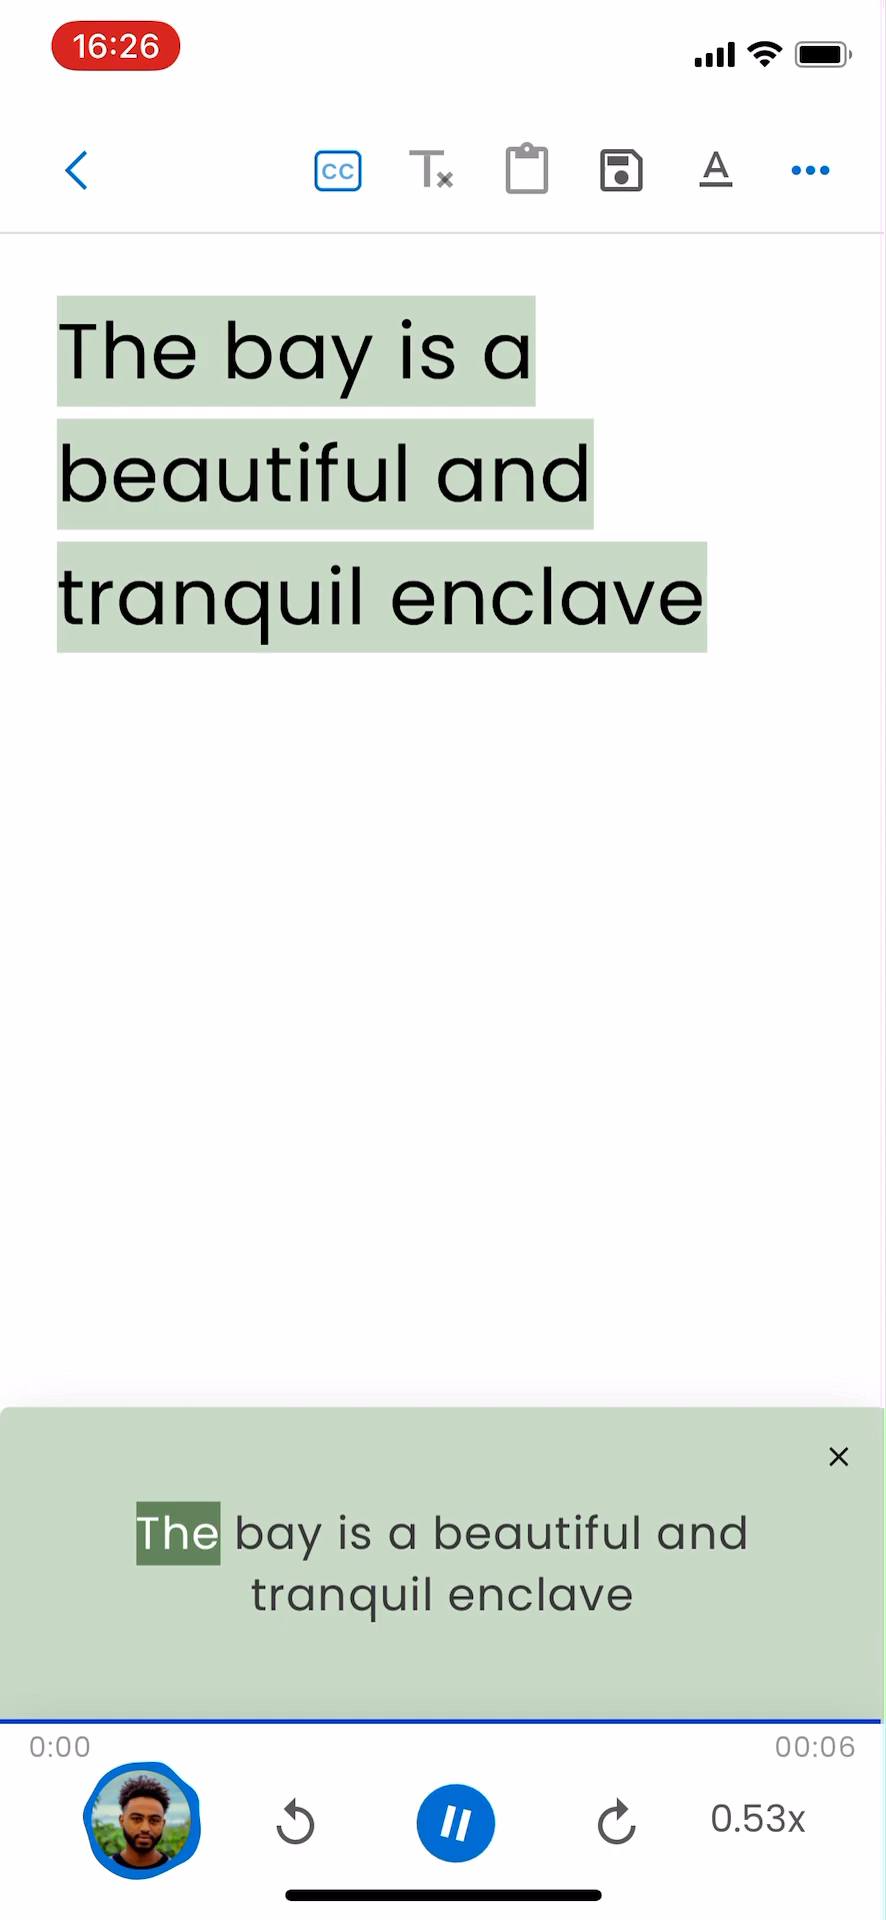 16:26
CC
The bay is a
beautiful and
tranquil enclave
The bay is a beautiful and
tranquil enclave
0:00
00:06
0.53x